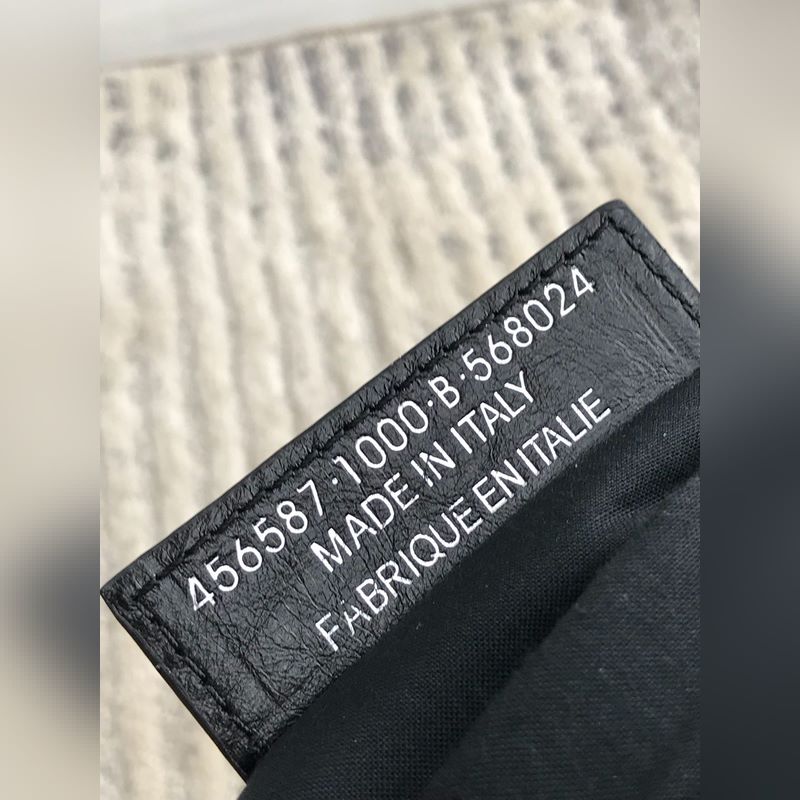 456587·1000·B·568024
MADE IN ITALY
FABRIQUE EN ITALIE